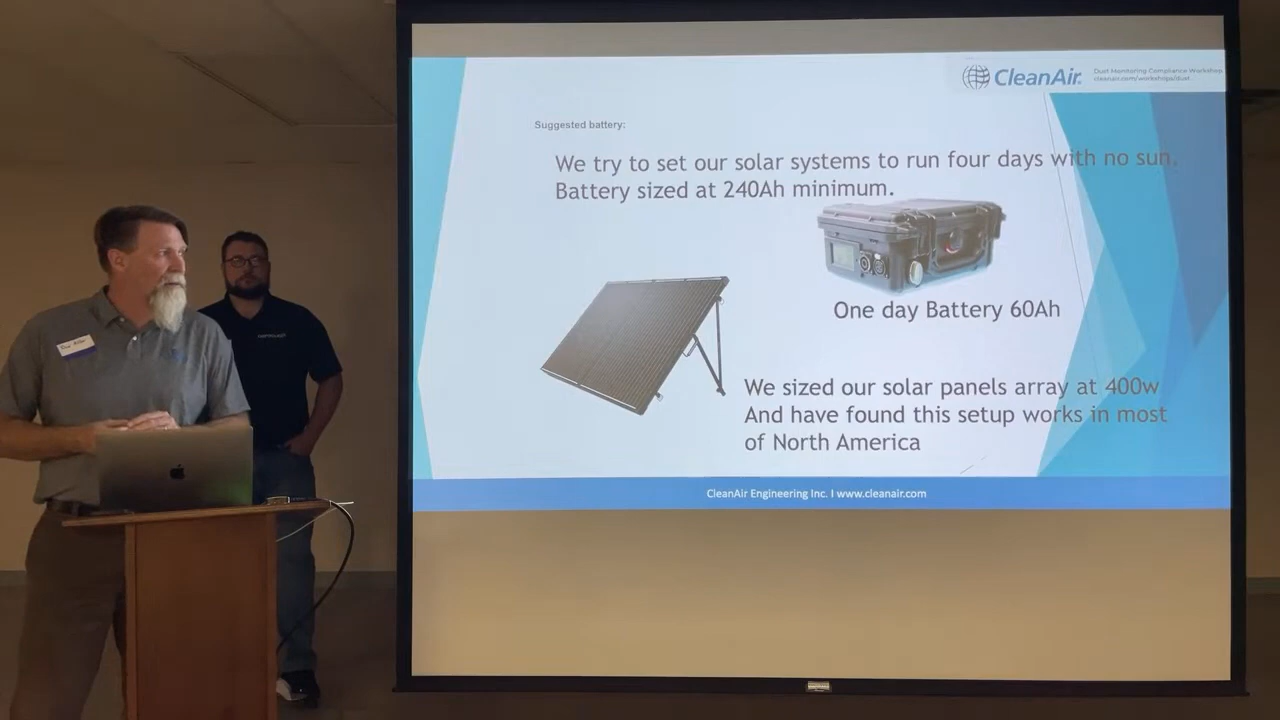 CleanAir.
Dust Monitoring Compliance Workshop
cleanair.com/workshops/dust
Suggested battery:
We try to set our solar systems to run four days with no sun.
Battery sized at 240Ah minimum.
One day Battery 60Ah
We sized our solar panels array at 400w
And have found this setup works in most
of North America
CleanAir Engineering Inc. I www.cleanair.com